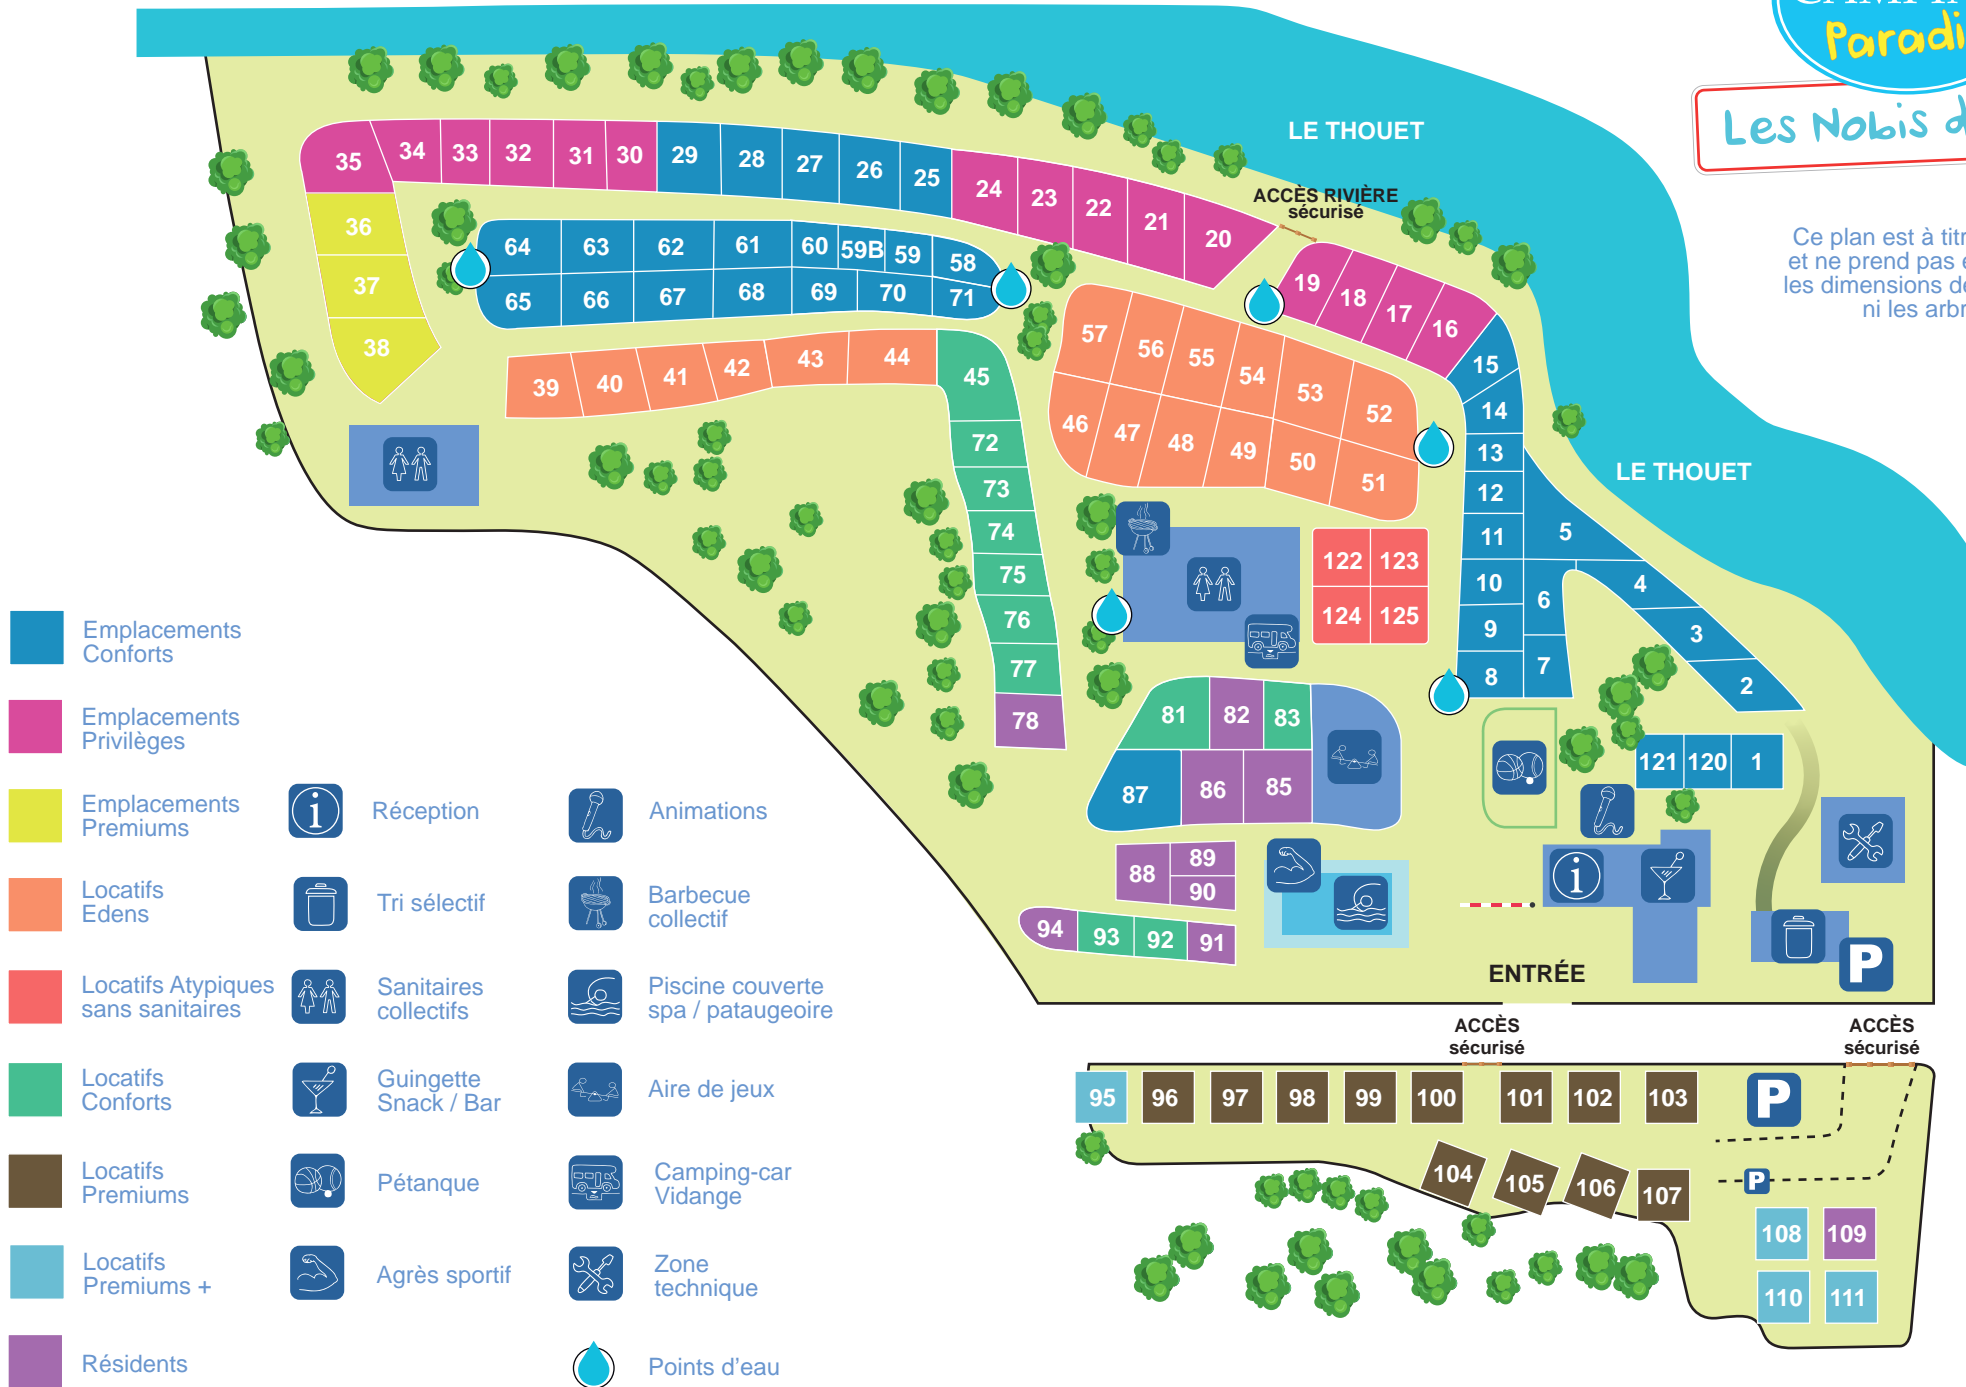 Paradi
Les Nobis d
Ce plan est à titr
et ne prend pas
les dimensions de
ni les arbr
LE THOUET
ACCÈS RIVIÈRE
sécurisé
35 34 33 32 31 30 29 28 27 26 25 24 23 22 21 20
36
37
38
64 63 62 61 60 59B 59 58
65 66 67 68 69 70 71
19 18 17 16
15
14
13
12
11
10
9
8
39 40 41 42 43 44 45
57 56 55 54 53 52
46 47 48 49 50 51
72
73
74
75
76
77
78
LE THOUET
5
4
3
2
6
7
122 123
124 125
81 82 83
87 86 85
121 120 1
88 89
90
94 93 92 91
i
P
ENTRÉE
ACCÈS
sécurisé
ACCÈS
sécurisé
95 96 97 98 99 100 101 102 103
P
104 105 106 107
P
108 109
110 111
Emplacements
Conforts
Emplacements
Privilèges
Emplacements
Premiums
Locatifs
Edens
Locatifs Atypiques
sans sanitaires
Locatifs
Conforts
Locatifs
Premiums
Locatifs
Premiums +
Résidents
i
Réception
Tri sélectif
Sanitaires
collectifs
Guingette
Snack / Bar
Pétanque
Agrès sportif
Animations
Barbecue
collectif
Piscine couverte
spa / pataugeoire
Aire de jeux
Camping-car
Vidange
Zone
technique
Points d'eau